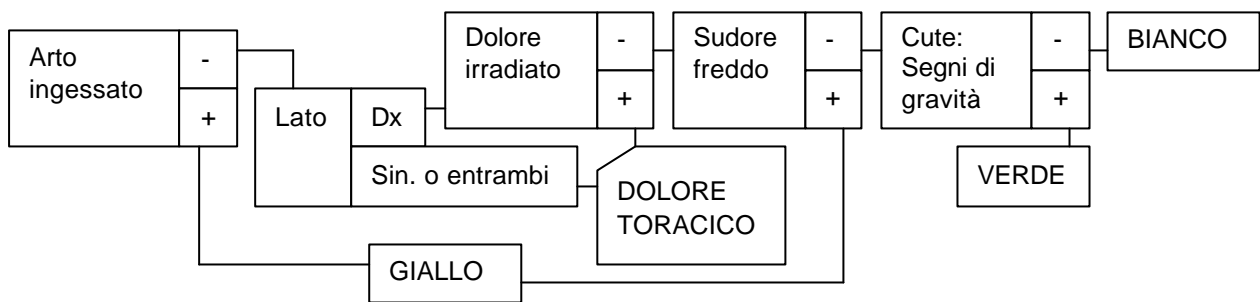 Arto
ingessato
-
+
Lato
Dx
Sin. o entrambi
Dolore
irradiato
-
+
DOLORE
TORACICO
Sudore
freddo
-
+
GIALLO
Cute:
Segni di
gravità
-
+
BIANCO
VERDE